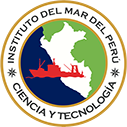 INSTITUTO DEL MAR DEL PERÚ
CIENCIA Y TECNOLOGÍA